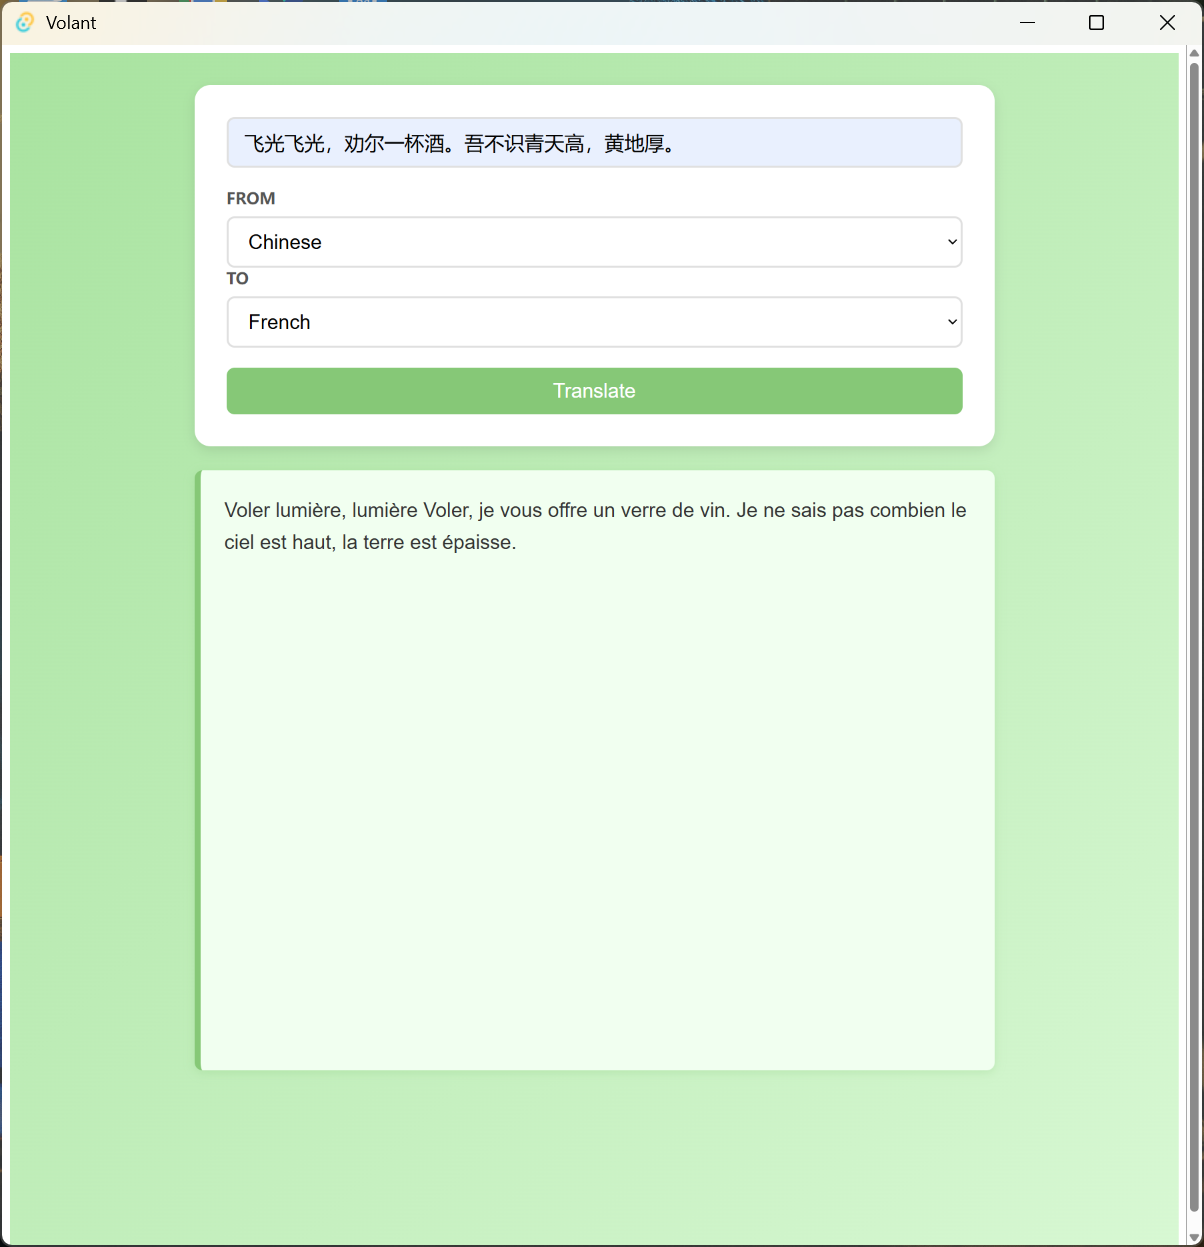 Volant
飞光飞光，劝尔一杯酒。吾不识青天高，黄地厚。
FROM
Chinese
TO
French
Translate
Voler lumière, lumière Voler, je vous offre un verre de vin. Je ne sais pas combien le
ciel est haut, la terre est épaisse.